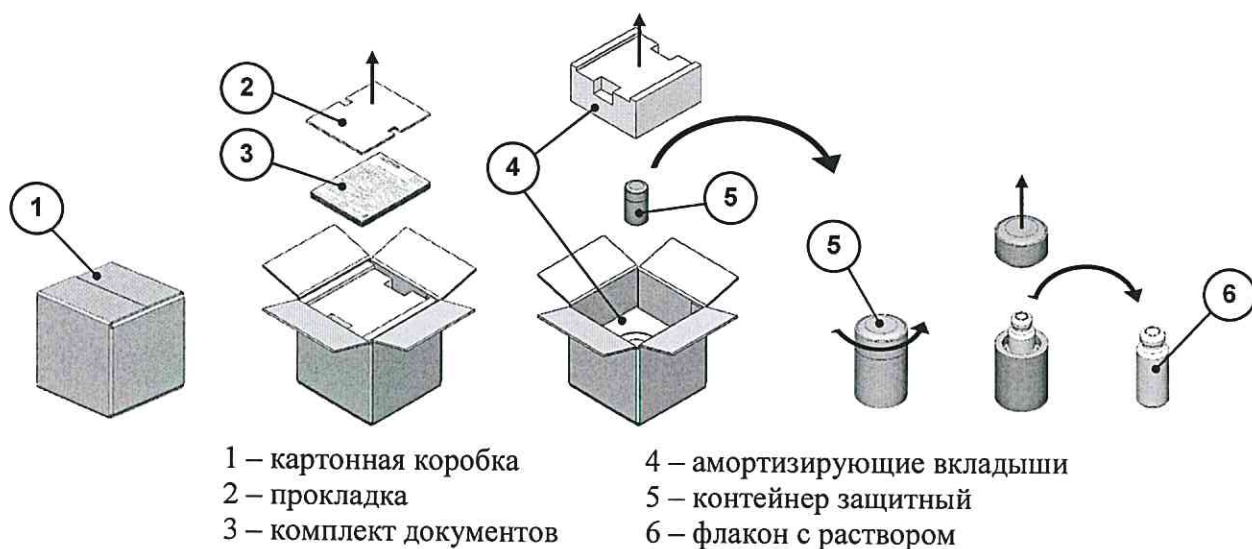 2
3
4
5
1
5
6
1 – картонная коробка
2 – прокладка
3 – комплект документов
4 – амортизирующие вкладыши
5 – контейнер защитный
6 – флакон с раствором